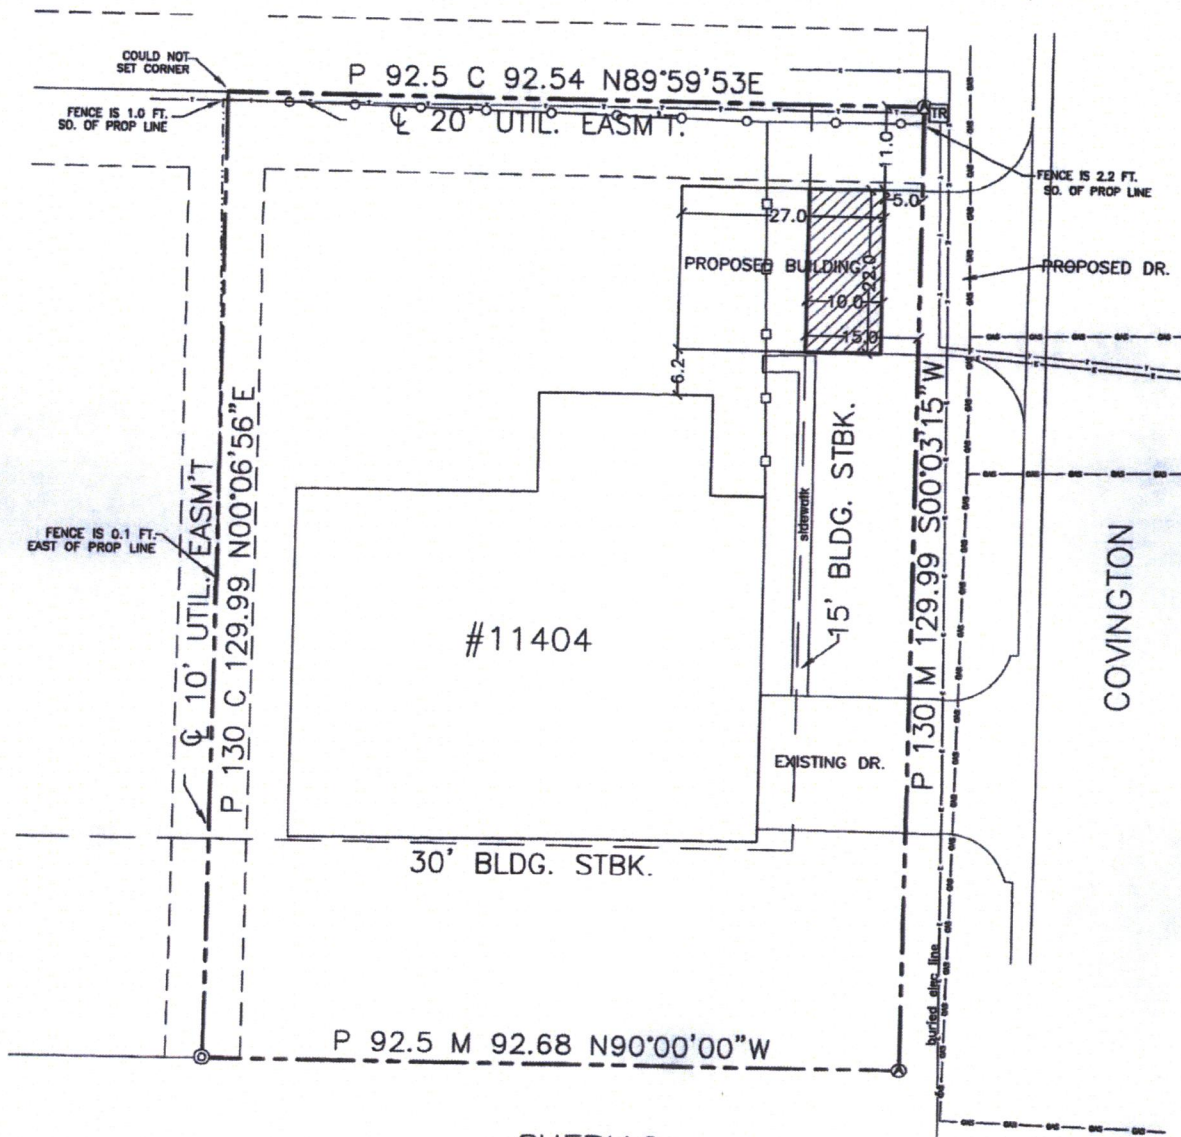 COULD NOT
SET CORNER
P 92.5 C 92.54 N89°59'53E
FENCE IS 1.0 FT.
SO. OF PROP LINE
℄ 20' UTIL. EASM'T.
TR
11.0
FENCE IS 2.2 FT.
SO. OF PROP LINE
5.0
27.0
PROPOSED BUILDING
22.0
PROPOSED DR.
10.0
15.0
6.2
15' BLDG. STBK.
sidewalk
P 130 M 129.99 S00°03'15"W
P 130 C 129.99 N00°06'56"E
℄ 10' UTIL. EASM'T
FENCE IS 0.1 FT.
EAST OF PROP LINE
#11404
COVINGTON
EXISTING DR.
30' BLDG. STBK.
buried elec line
P 92.5 M 92.68 N90°00'00"W
GAS
GAS
GAS
GAS